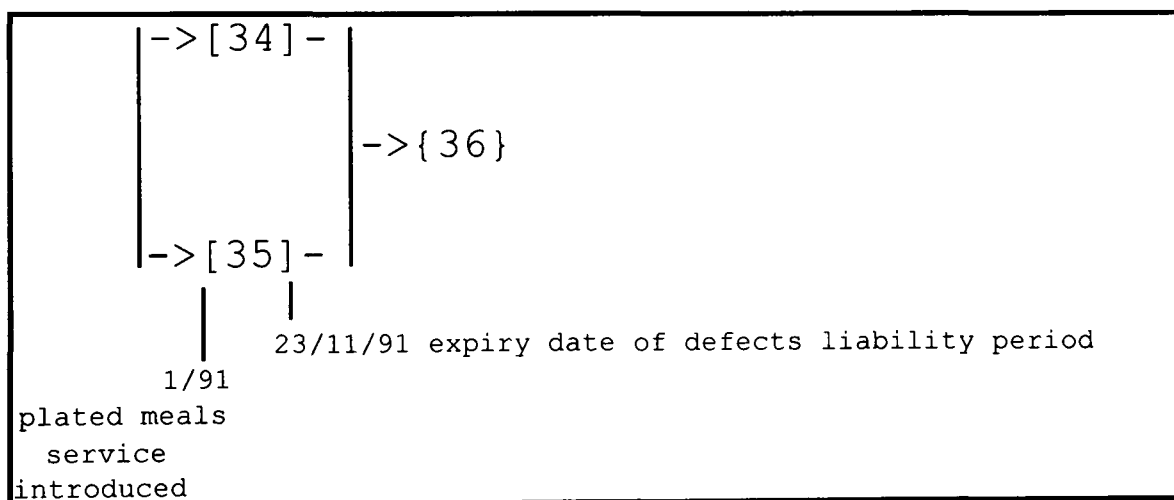 ->[34]-
->{36}
->[35]-
23/11/91 expiry date of defects liability period
1/91
plated meals
service
introduced